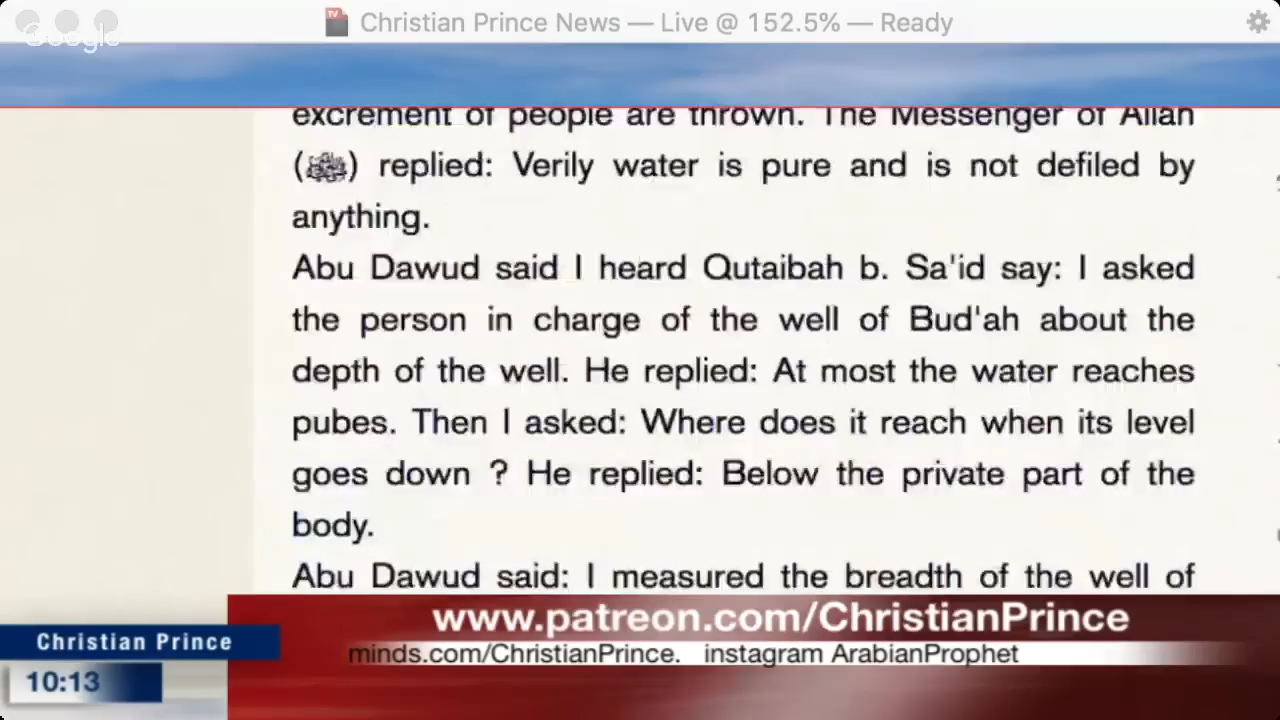 Christian Prince News — Live @ 152.5% — Ready
Google
excrement of people are thrown. The Messenger of Allah
(ﷺ) replied: Verily water is pure and is not defiled by
anything.
Abu Dawud said I heard Qutaibah b. Sa'id say: I asked
the person in charge of the well of Bud'ah about the
depth of the well. He replied: At most the water reaches
pubes. Then I asked: Where does it reach when its level
goes down ? He replied: Below the private part of the
body.
Abu Dawud said: I measured the breadth of the well of
www.patreon.com/ChristianPrince
Christian Prince
minds.com/ChristianPrince. instagram ArabianProphet
10:13